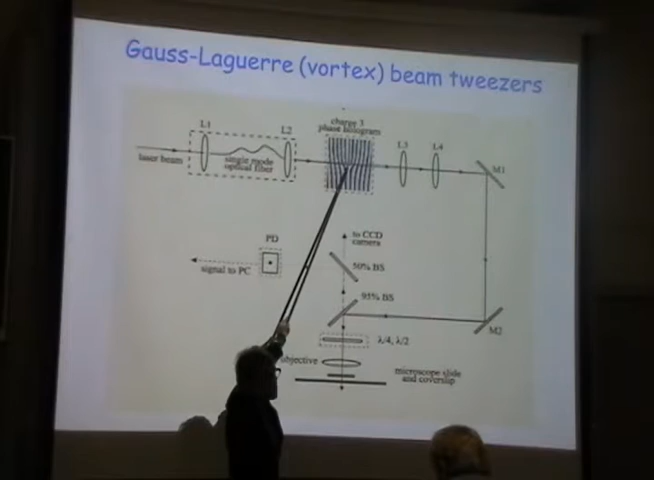 Gauss-Laguerre (vortex) beam tweezers
charge 3
phase hologram
L1
L2
L3
L4
M1
laser beam
single mode
optical fiber
to CCD
camera
PD
signal to PC
50% BS
95% BS
M2
λ/4, λ/2
objective
microscope slide
and coverslip